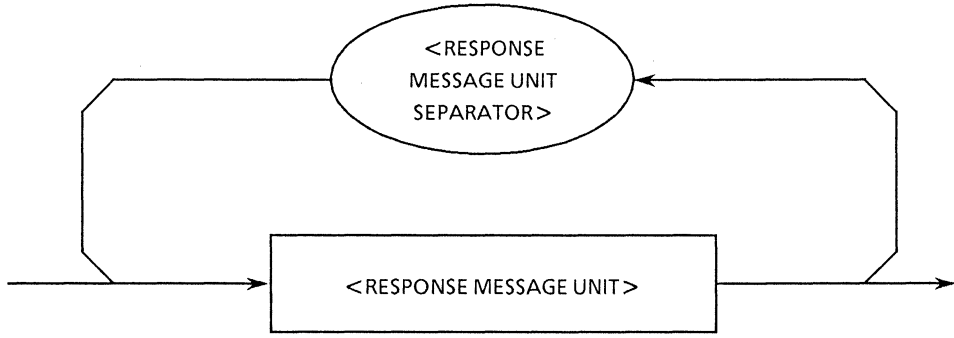 <RESPONSE
MESSAGE UNIT
SEPARATOR>
<RESPONSE MESSAGE UNIT>